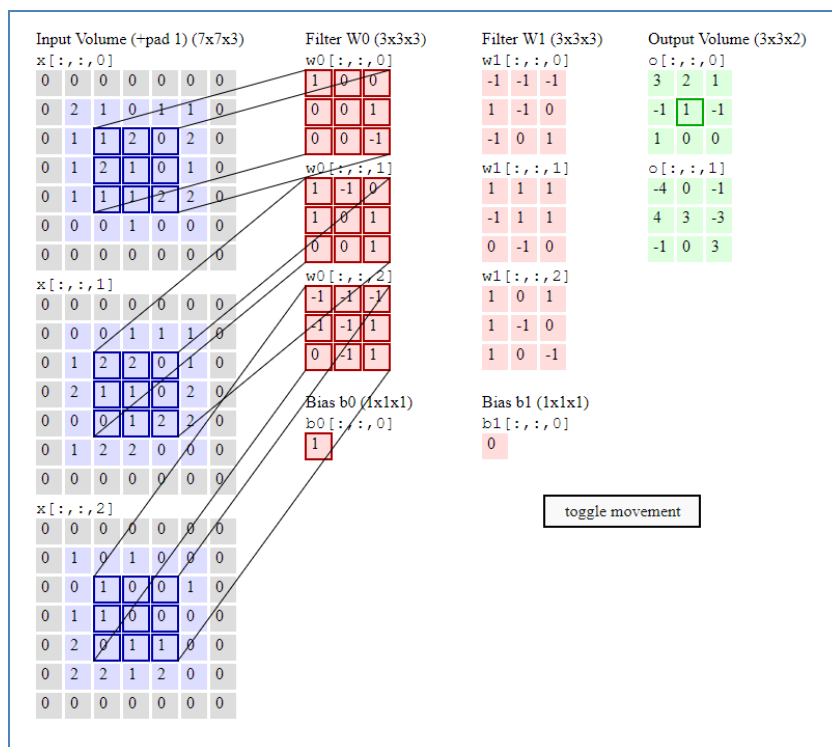 Input Volume (+pad 1) (7x7x3)
x[:,:,0]
0 0 0 0 0 0 0
0 2 1 0 1 1 0
0 1 1 2 0 2 0
0 1 2 1 0 1 0
0 1 1 1 2 2 0
0 0 0 1 0 0 0
0 0 0 0 0 0 0
x[:,:,1]
0 0 0 0 0 0 0
0 0 0 1 1 1 0
0 1 2 2 0 1 0
0 2 1 1 0 2 0
0 0 0 1 2 2 0
0 1 2 2 0 0 0
0 0 0 0 0 0 0
x[:,:,2]
0 0 0 0 0 0 0
0 1 0 1 0 0 0
0 0 1 0 0 1 0
0 1 1 0 0 0 0
0 2 0 1 1 0 0
0 2 2 1 2 0 0
0 0 0 0 0 0 0
Filter W0 (3x3x3)
w0[:,:,0]
1 0 0
0 0 1
0 0 -1
w0[:,:,1]
1 -1 0
1 0 1
0 0 1
w0[:,:,2]
-1 -1 -1
-1 -1 1
0 -1 1
Bias b0 (1x1x1)
b0[:,:,0]
1
Filter W1 (3x3x3)
w1[:,:,0]
-1 -1 -1
1 -1 0
-1 0 1
w1[:,:,1]
1 1 1
-1 1 1
0 -1 0
w1[:,:,2]
1 0 1
1 -1 0
1 0 -1
Bias b1 (1x1x1)
b1[:,:,0]
0
Output Volume (3x3x2)
o[:,:,0]
3 2 1
-1 1 -1
1 0 0
o[:,:,1]
-4 0 -1
4 3 -3
-1 0 3
toggle movement